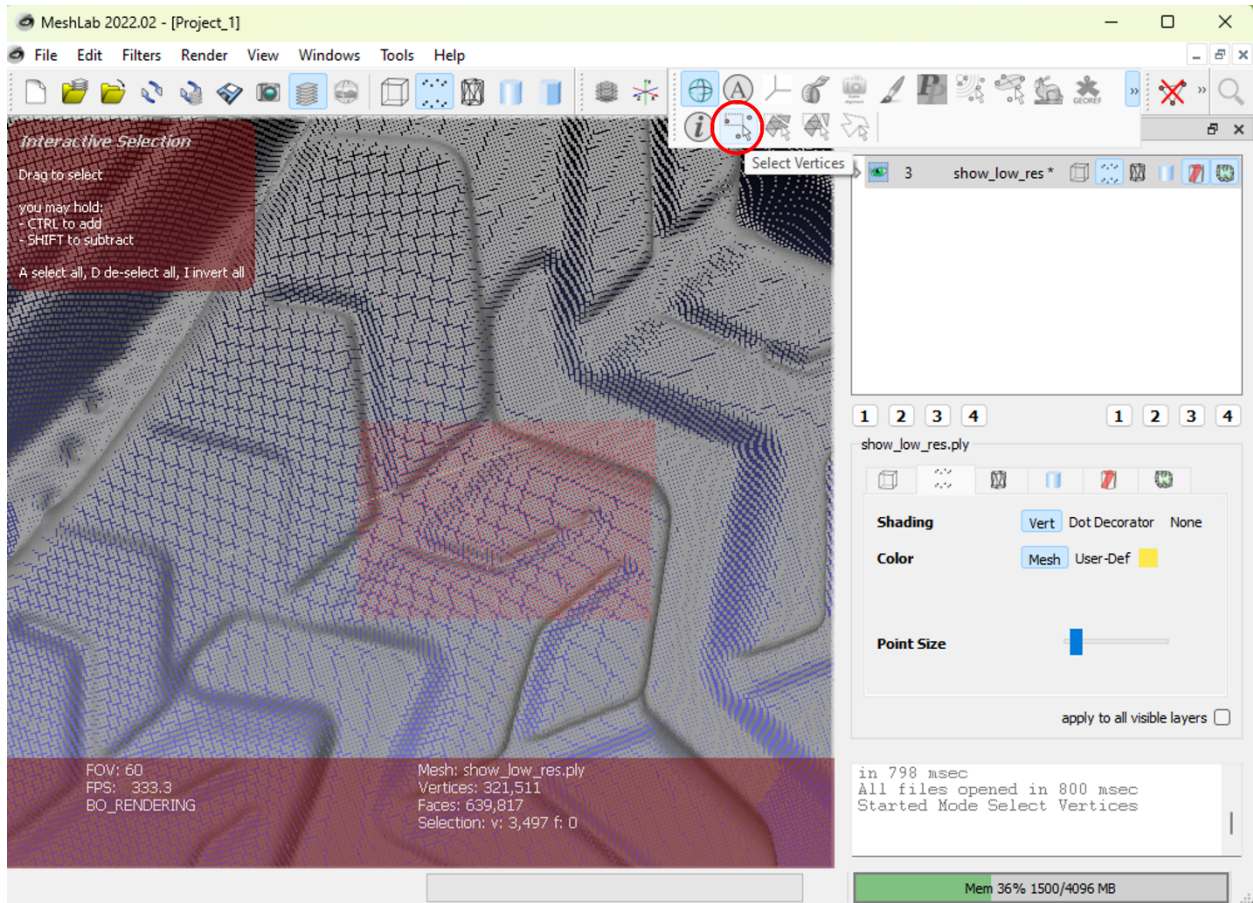 MeshLab 2022.02 - [Project_1]
File Edit Filters Render View Windows Tools Help
A
PP
GEOREF
»
»
i
Select Vertices
Interactive Selection
Drag to select
you may hold:
- CTRL to add
- SHIFT to subtract
A select all, D de-select all, I invert all
3 show_low_res *
1 2 3 4 1 2 3 4
show_low_res.ply
Shading Vert Dot Decorator None
Color Mesh User-Def
Point Size
apply to all visible layers
FOV: 60
FPS: 333.3
BO_RENDERING
Mesh: show_low_res.ply
Vertices: 321,511
Faces: 639,817
Selection: v: 3,497 f: 0
in 798 msec
All files opened in 800 msec
Started Mode Select Vertices
Mem 36% 1500/4096 MB